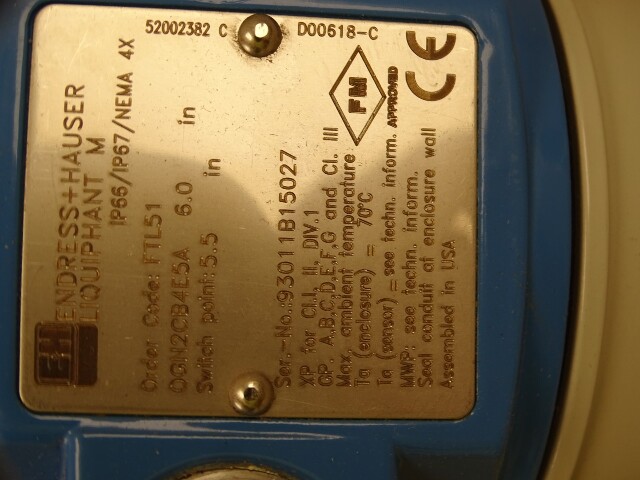 52002382 C
D00618-C
EH
ENDRESS+HAUSER
LIQUIPHANT M
IP66/IP67/NEMA 4X
Order Code: FTL51
OGN2CB4E5A 6.0 in
Switch point: 5.5 in
Ser.-No.: 93011B15027
XP for Cl.I, II, DIV.1
GP. A,B,C,D,E,F,G and Cl. III
Max. ambient temperature
Ta (enclosure) = 70°C
Ta (sensor) = see techn. inform.
MWP: see techn. inform.
Seal conduit at enclosure wall
Assembled in USA
FM
APPROVED
CE